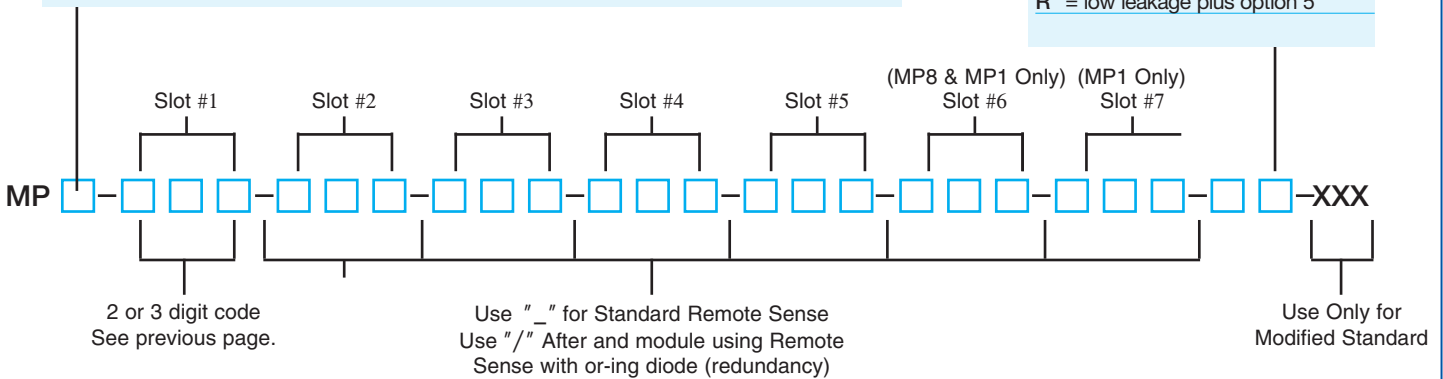 R = low leakage plus option 5
(MP8 & MP1 Only) (MP1 Only)
Slot #1 Slot #2 Slot #3 Slot #4 Slot #5 Slot #6 Slot #7
MP – – – – – – – – –XXX
2 or 3 digit code
See previous page.
Use "_" for Standard Remote Sense
Use "/" After and module using Remote
Sense with or-ing diode (redundancy)
Use Only for
Modified Standard